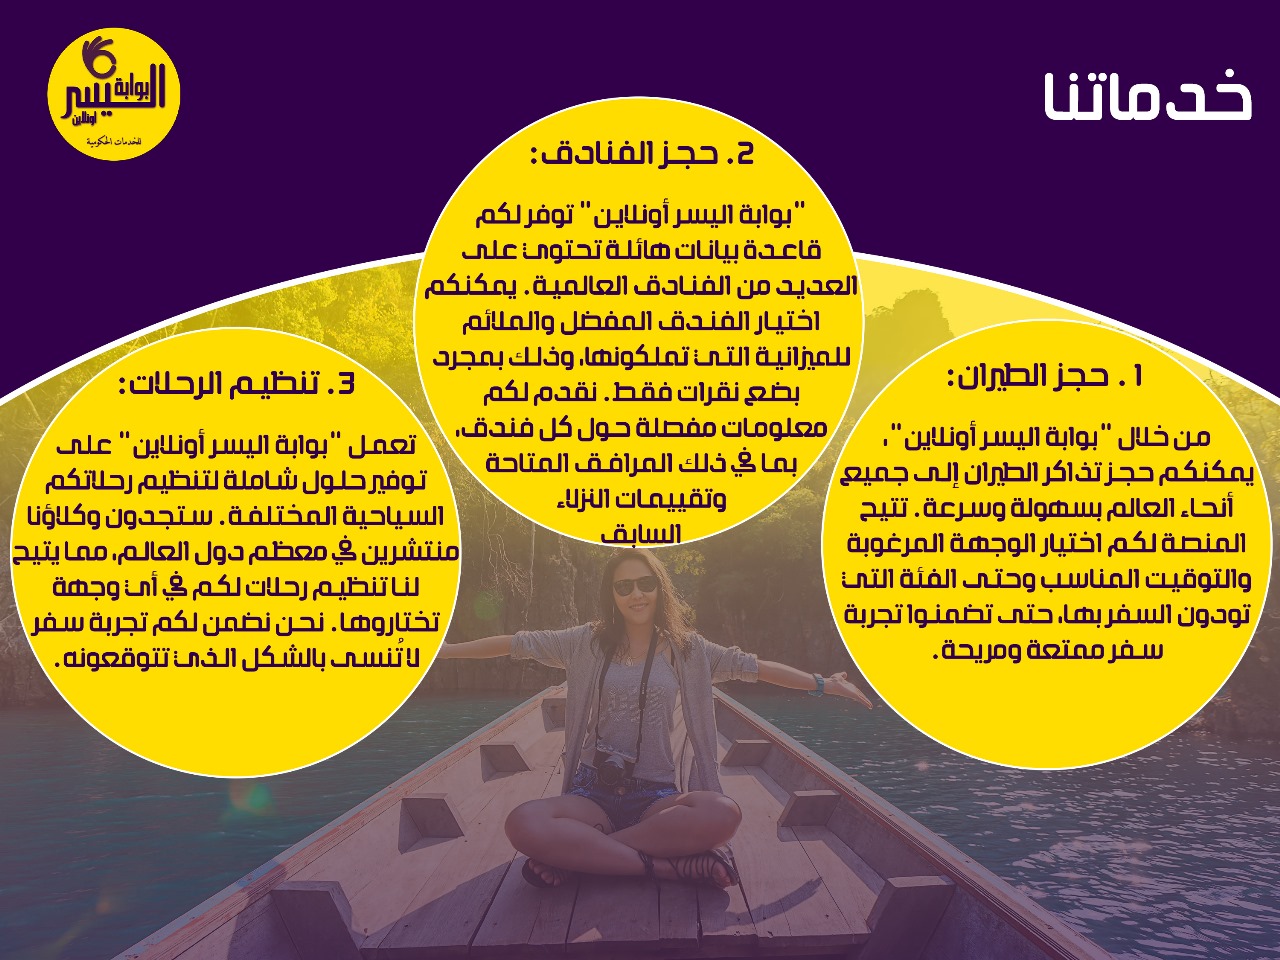 خدماتنا
بوابة
اليسر
اونلاين
للخدمات الحكومية
1. حجز الطيران:
من خلال "بوابة اليسر أونلاين"،
يمكنكم حجز تذاكر الطيران إلى جميع
أنحاء العالم بسهولة وسرعة. تتيح
المنصة لكم اختيار الوجهة المرغوبة
والتوقيت المناسب وحتى الفئة التي
تودون السفر بها، حتى تضمنوا تجربة
سفر ممتعة ومريحة.
2. حجز الفنادق:
"بوابة اليسر أونلاين" توفر لكم
قاعدة بيانات هائلة تحتوي على
العديد من الفنادق العالمية. يمكنكم
اختيار الفندق المفضل والملائم
للميزانية التي تملكونها، وذلك بمجرد
بضع نقرات فقط. نقدم لكم
معلومات مفصلة حول كل فندق،
بما في ذلك المرافق المتاحة
وتقييمات النزلاء
السابق
3. تنظيم الرحلات:
تعمل "بوابة اليسر أونلاين" على
توفير حلول شاملة لتنظيم رحلاتكم
السياحية المختلفة. ستجدون وكلاؤنا
منتشرين في معظم دول العالم، مما يتيح
لنا تنظيم رحلات لكم في أي وجهة
تختاروها. نحن نضمن لكم تجربة سفر
لا تُنسى بالشكل الذي تتوقعونه.